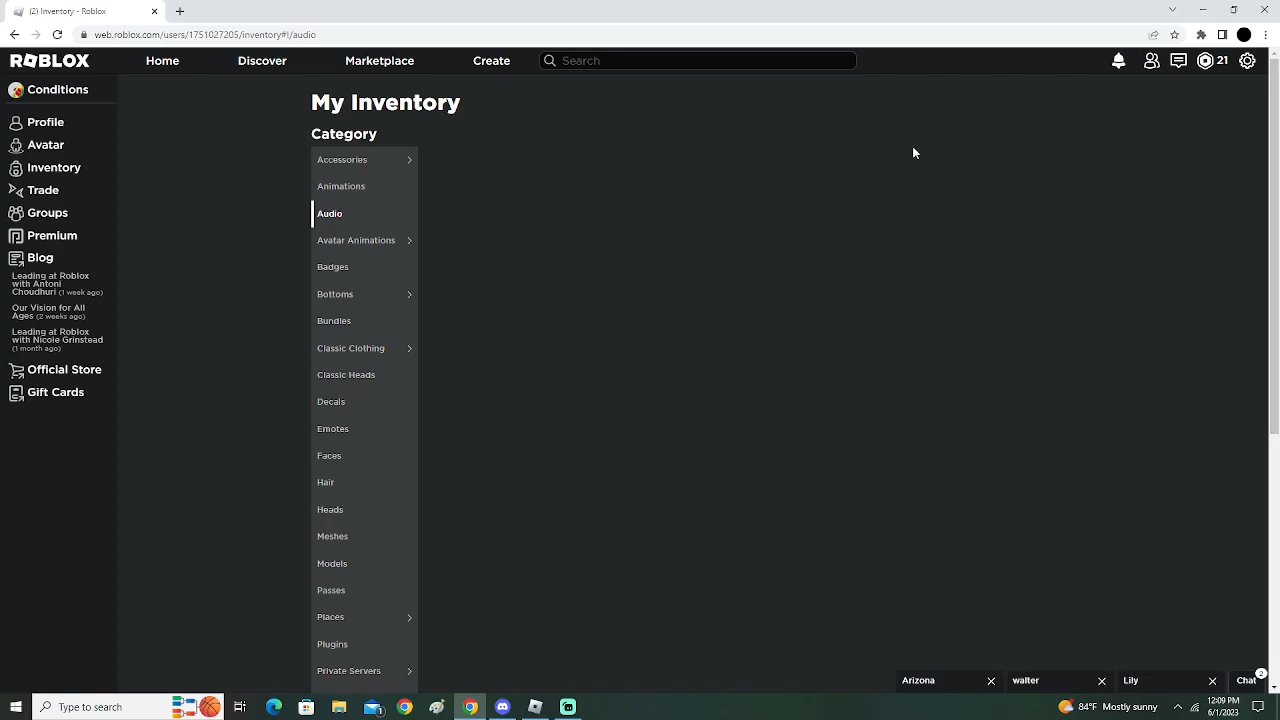 (2) Inventory - Roblox
web.roblox.com/users/1751027205/inventory#!/audio
ROBLOX
Home
Discover
Marketplace
Create
Search
21
Conditions
Profile
Avatar
Inventory
Trade
Groups
Premium
Blog
Leading at Roblox
with Antoni
Choudhuri (1 week ago)
Our Vision for All
Ages (2 weeks ago)
Leading at Roblox
with Nicole Grinstead
(1 month ago)
Official Store
Gift Cards
My Inventory
Category
Accessories
Animations
Audio
Avatar Animations
Badges
Bottoms
Bundles
Classic Clothing
Classic Heads
Decals
Emotes
Faces
Hair
Heads
Meshes
Models
Passes
Places
Plugins
Private Servers
Arizona
walter
Lily
Chat
2
Type here to search
84°F Mostly sunny
12:09 PM
6/1/2023